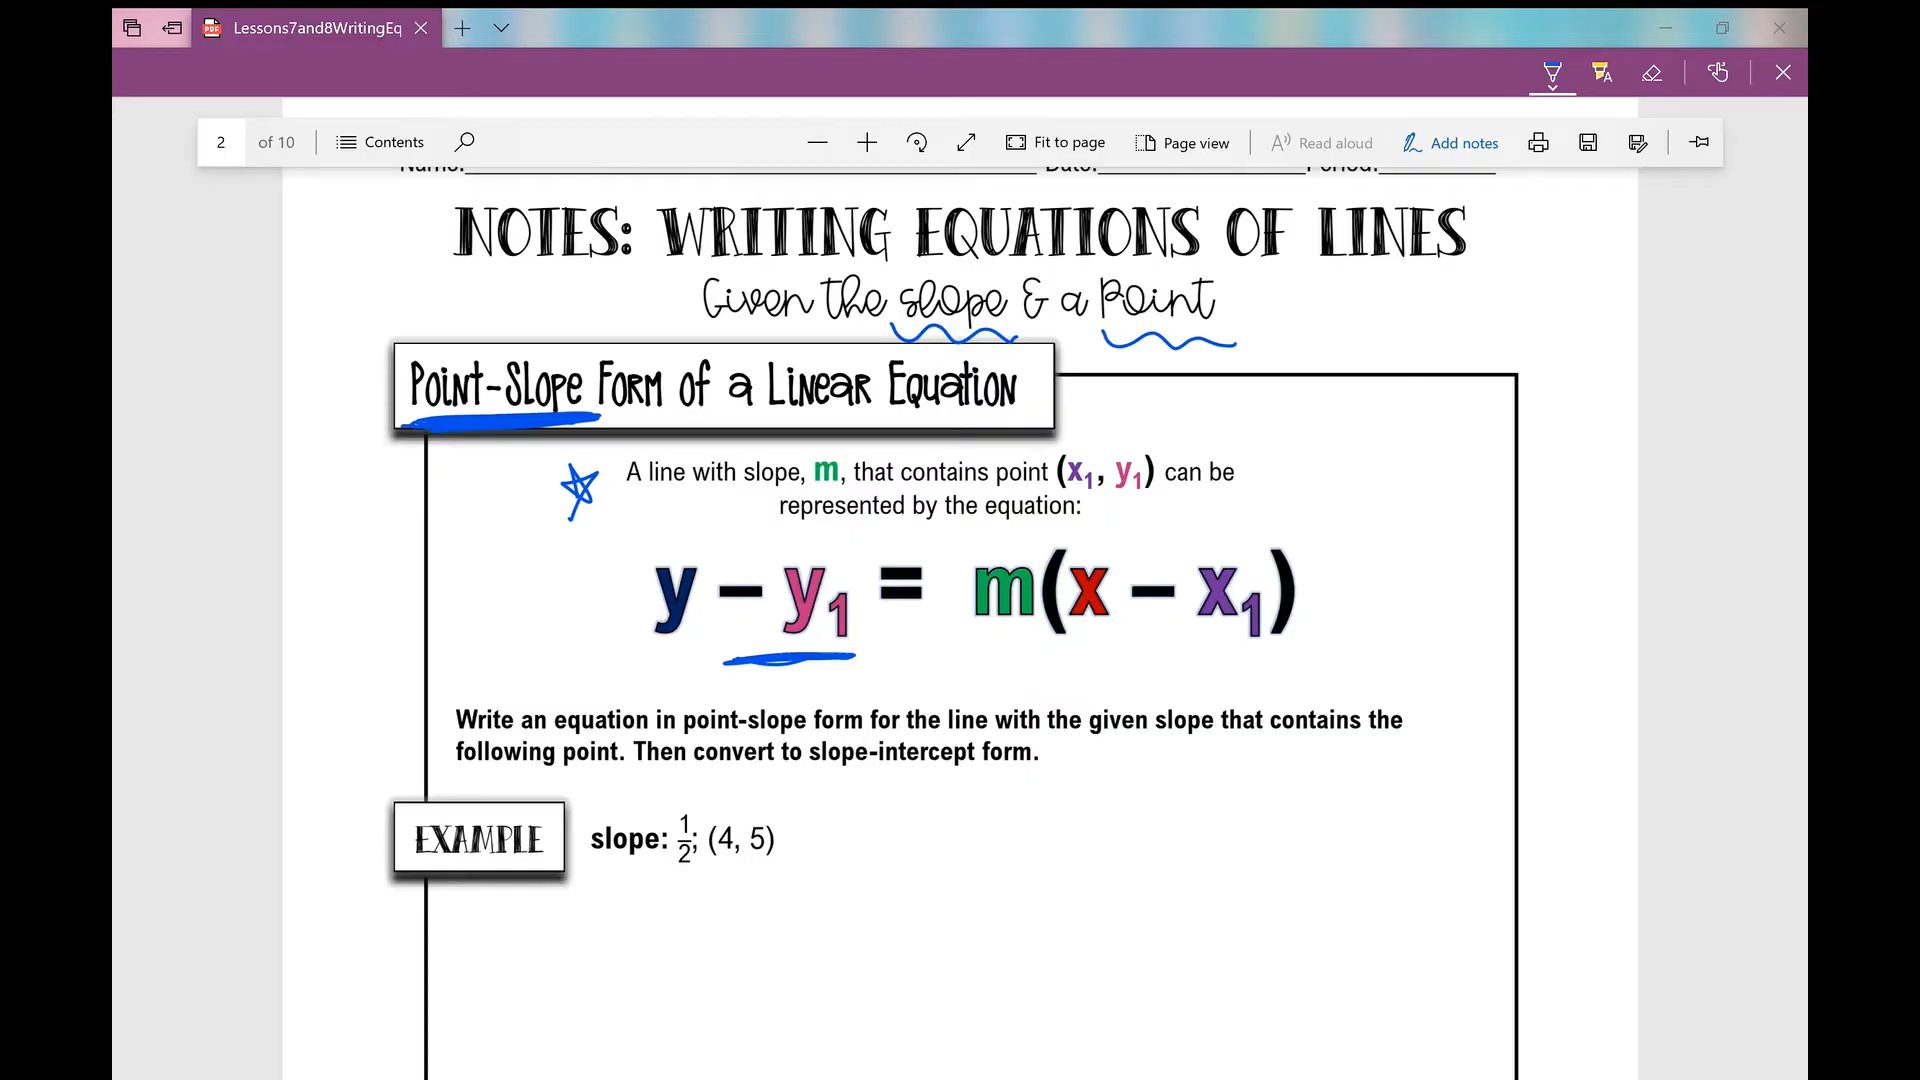 Lessons7and8WritingEq
2 of 10 Contents Fit to page Page view Read aloud Add notes
Name: Date: Period:
NOTES: WRITING EQUATIONS OF LINES
Given the slope & a Point
Point-Slope Form of a Linear Equation
A line with slope, m, that contains point (x₁, y₁) can be
represented by the equation:
y − y₁ = m(x − x₁)
Write an equation in point-slope form for the line with the given slope that contains the
following point. Then convert to slope-intercept form.
EXAMPLE slope: 1/2; (4, 5)